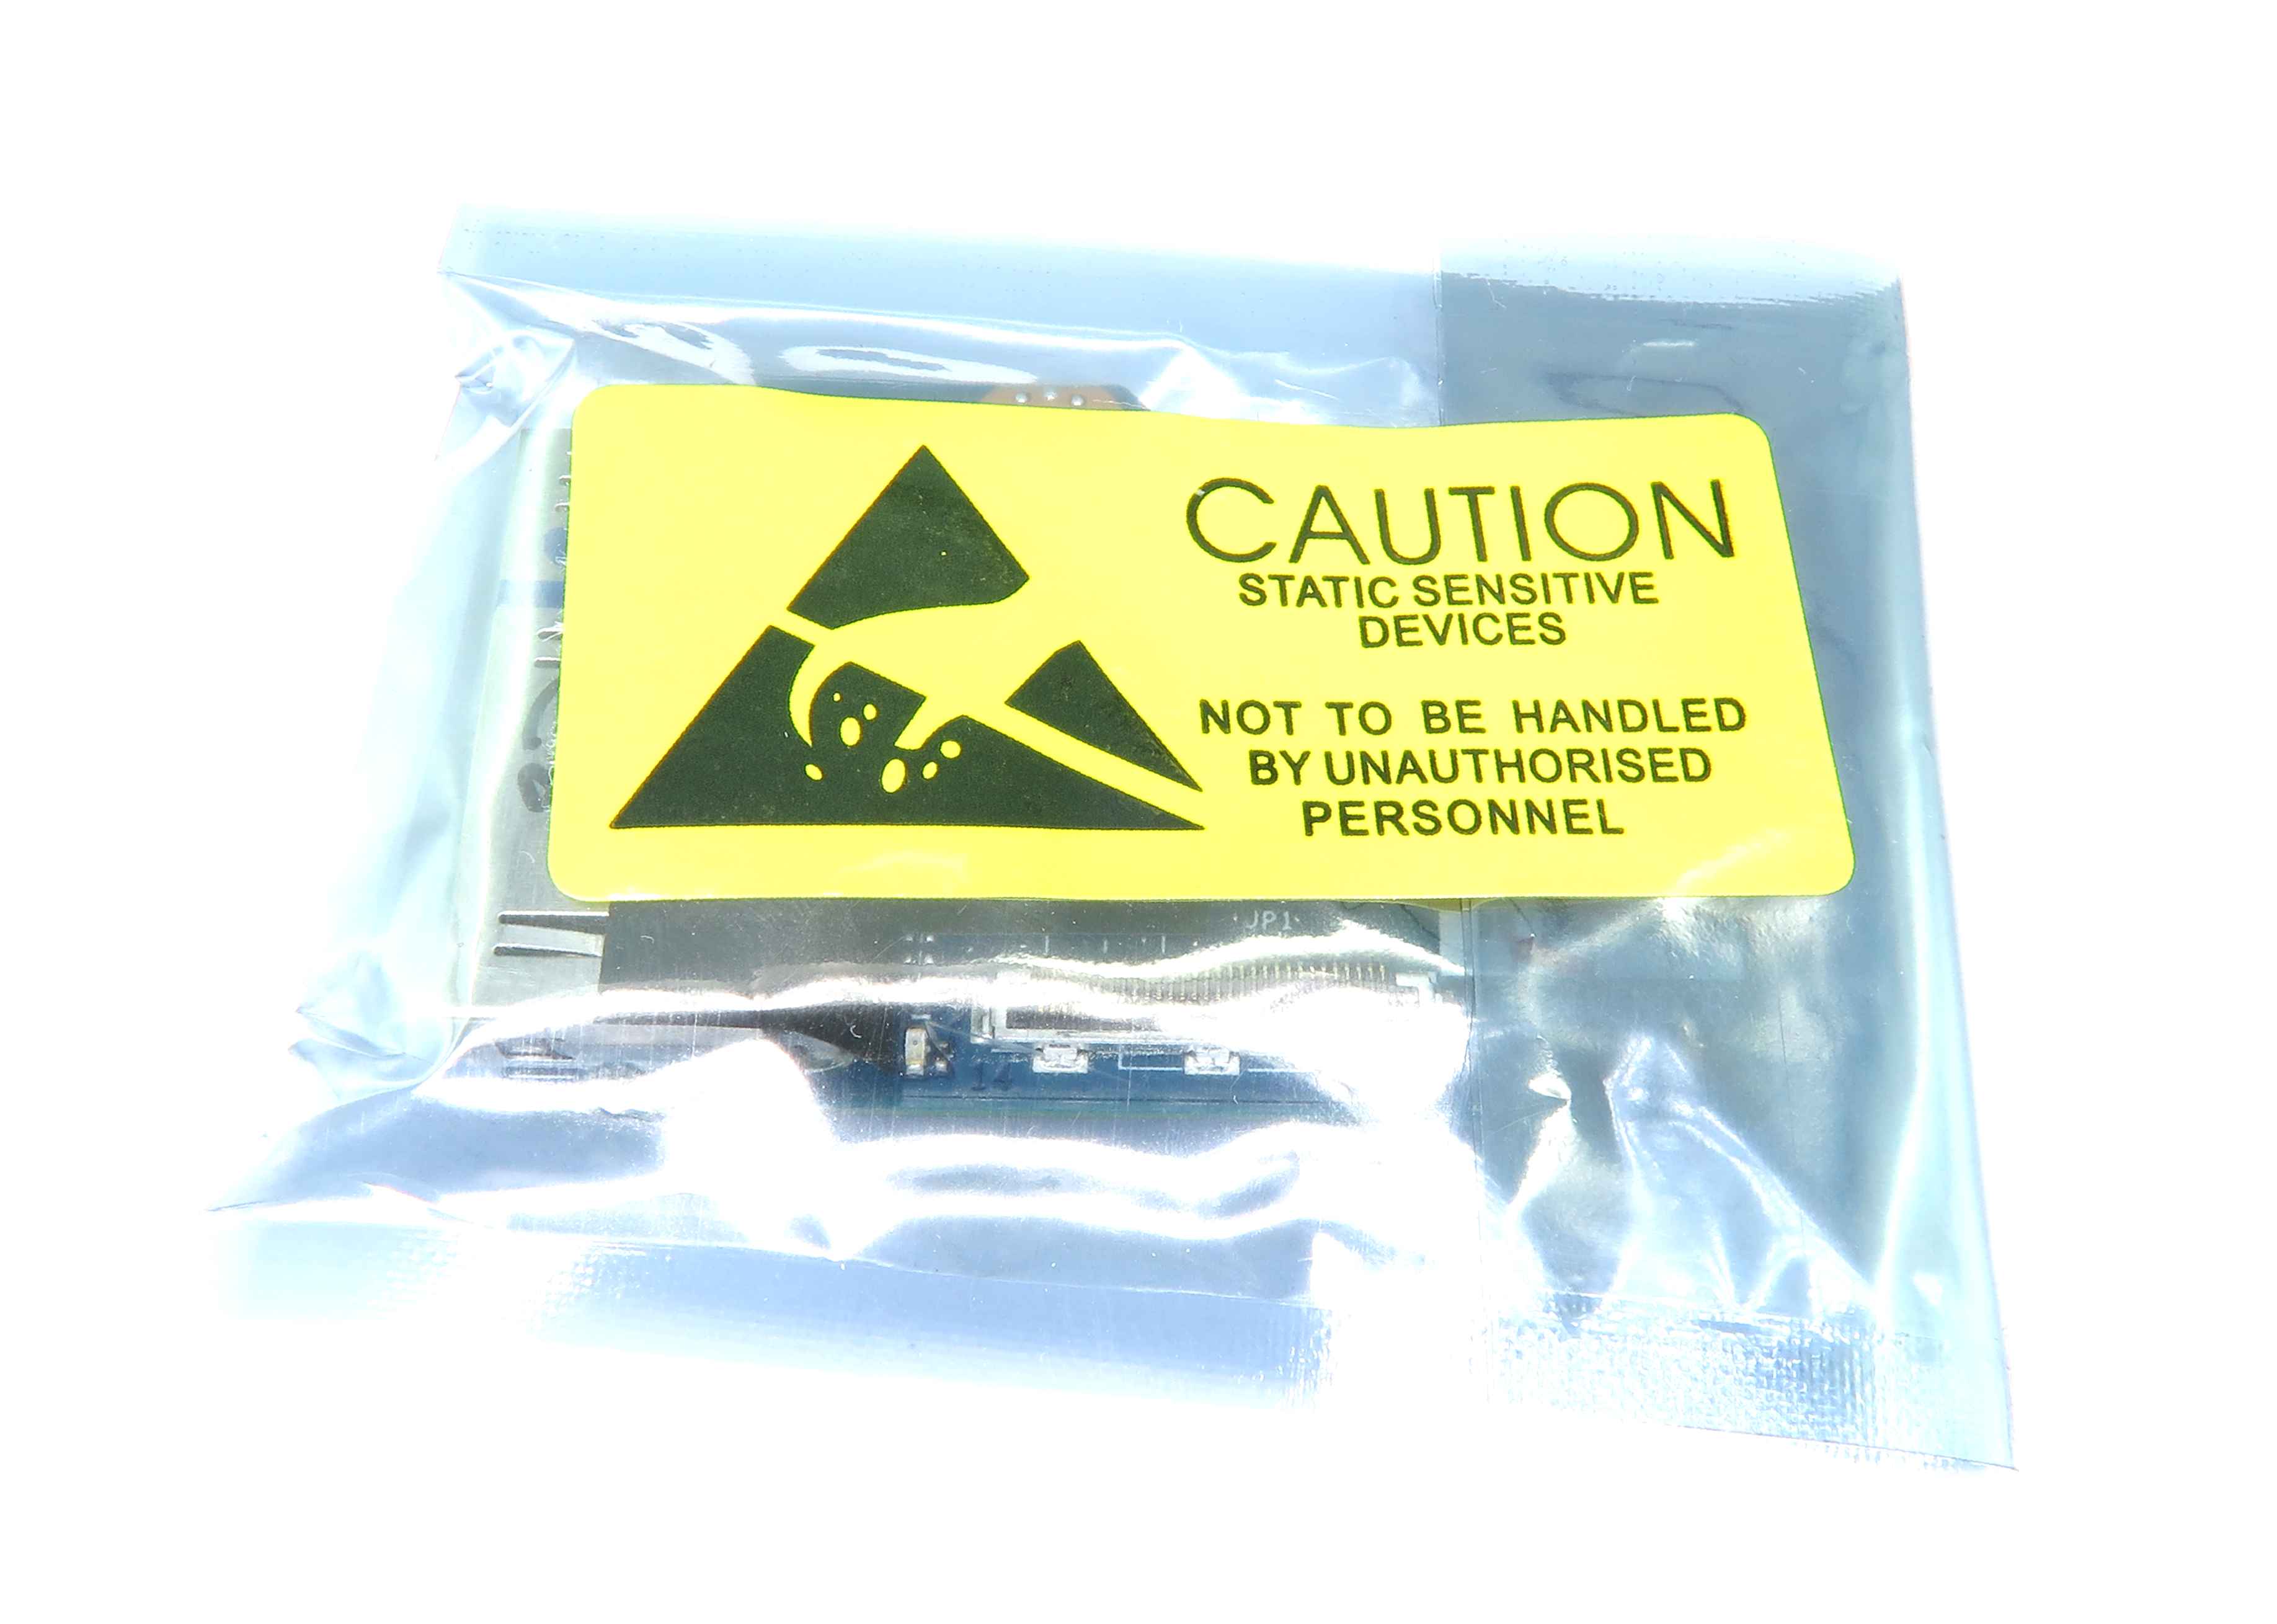 CAUTION
STATIC SENSITIVE
DEVICES
NOT TO BE HANDLED
BY UNAUTHORISED
PERSONNEL
JP1
14